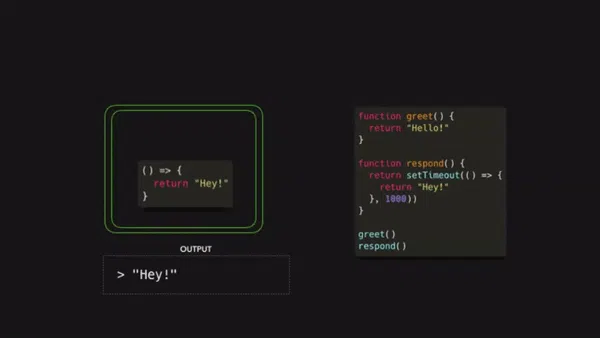 () => {
  return "Hey!"
}
OUTPUT
> "Hey!"
function greet() {
  return "Hello!"
}
function respond() {
  return setTimeout(() => {
    return "Hey!"
  }, 1000))
}
greet()
respond()